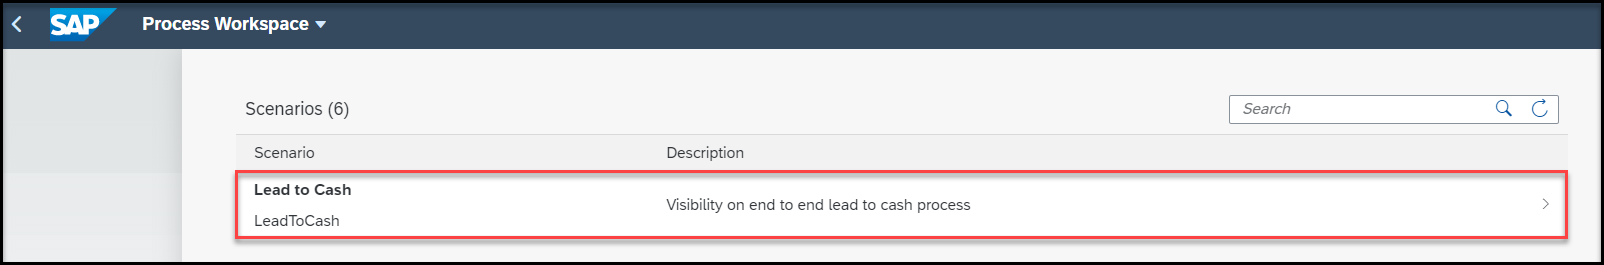 SAP Process Workspace
Scenarios (6) Search
Scenario Description
Lead to Cash
Visibility on end to end lead to cash process
LeadToCash